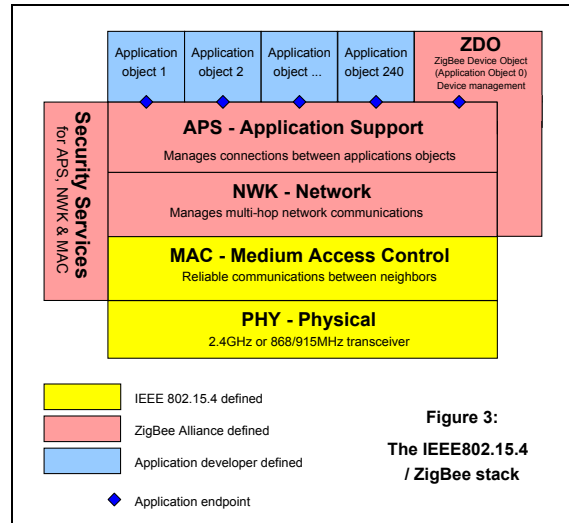 Application
object 1
Application
object 2
Application
object ...
Application
object 240
ZDO
ZigBee Device Object
(Application Object 0)
Device management
Security Services
for APS, NWK & MAC
APS - Application Support
Manages connections between applications objects
NWK - Network
Manages multi-hop network communications
MAC - Medium Access Control
Reliable communications between neighbors
PHY - Physical
2.4GHz or 868/915MHz transceiver
IEEE 802.15.4 defined
ZigBee Alliance defined
Application developer defined
Application endpoint
Figure 3:
The IEEE802.15.4
/ ZigBee stack